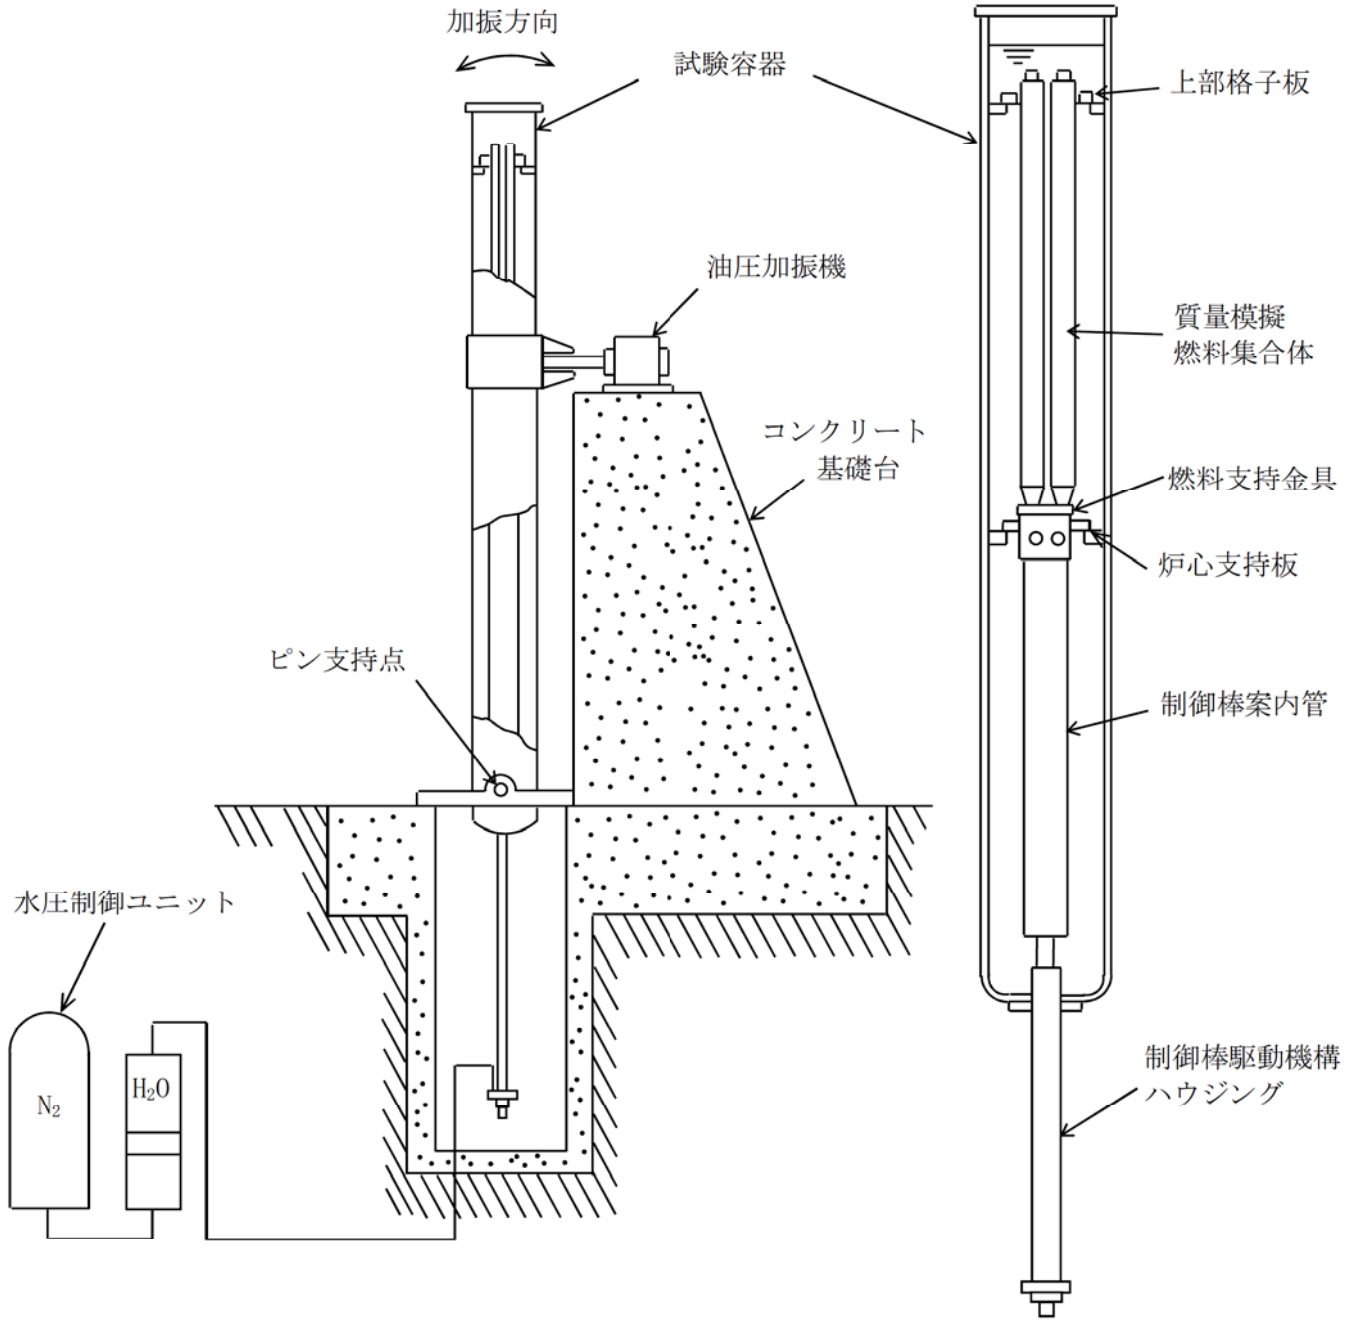 加振方向
試験容器
上部格子板
油圧加振機
質量模擬
燃料集合体
コンクリート
基礎台
燃料支持金具
炉心支持板
ピン支持点
制御棒案内管
水圧制御ユニット
制御棒駆動機構
ハウジング
N₂
H₂O